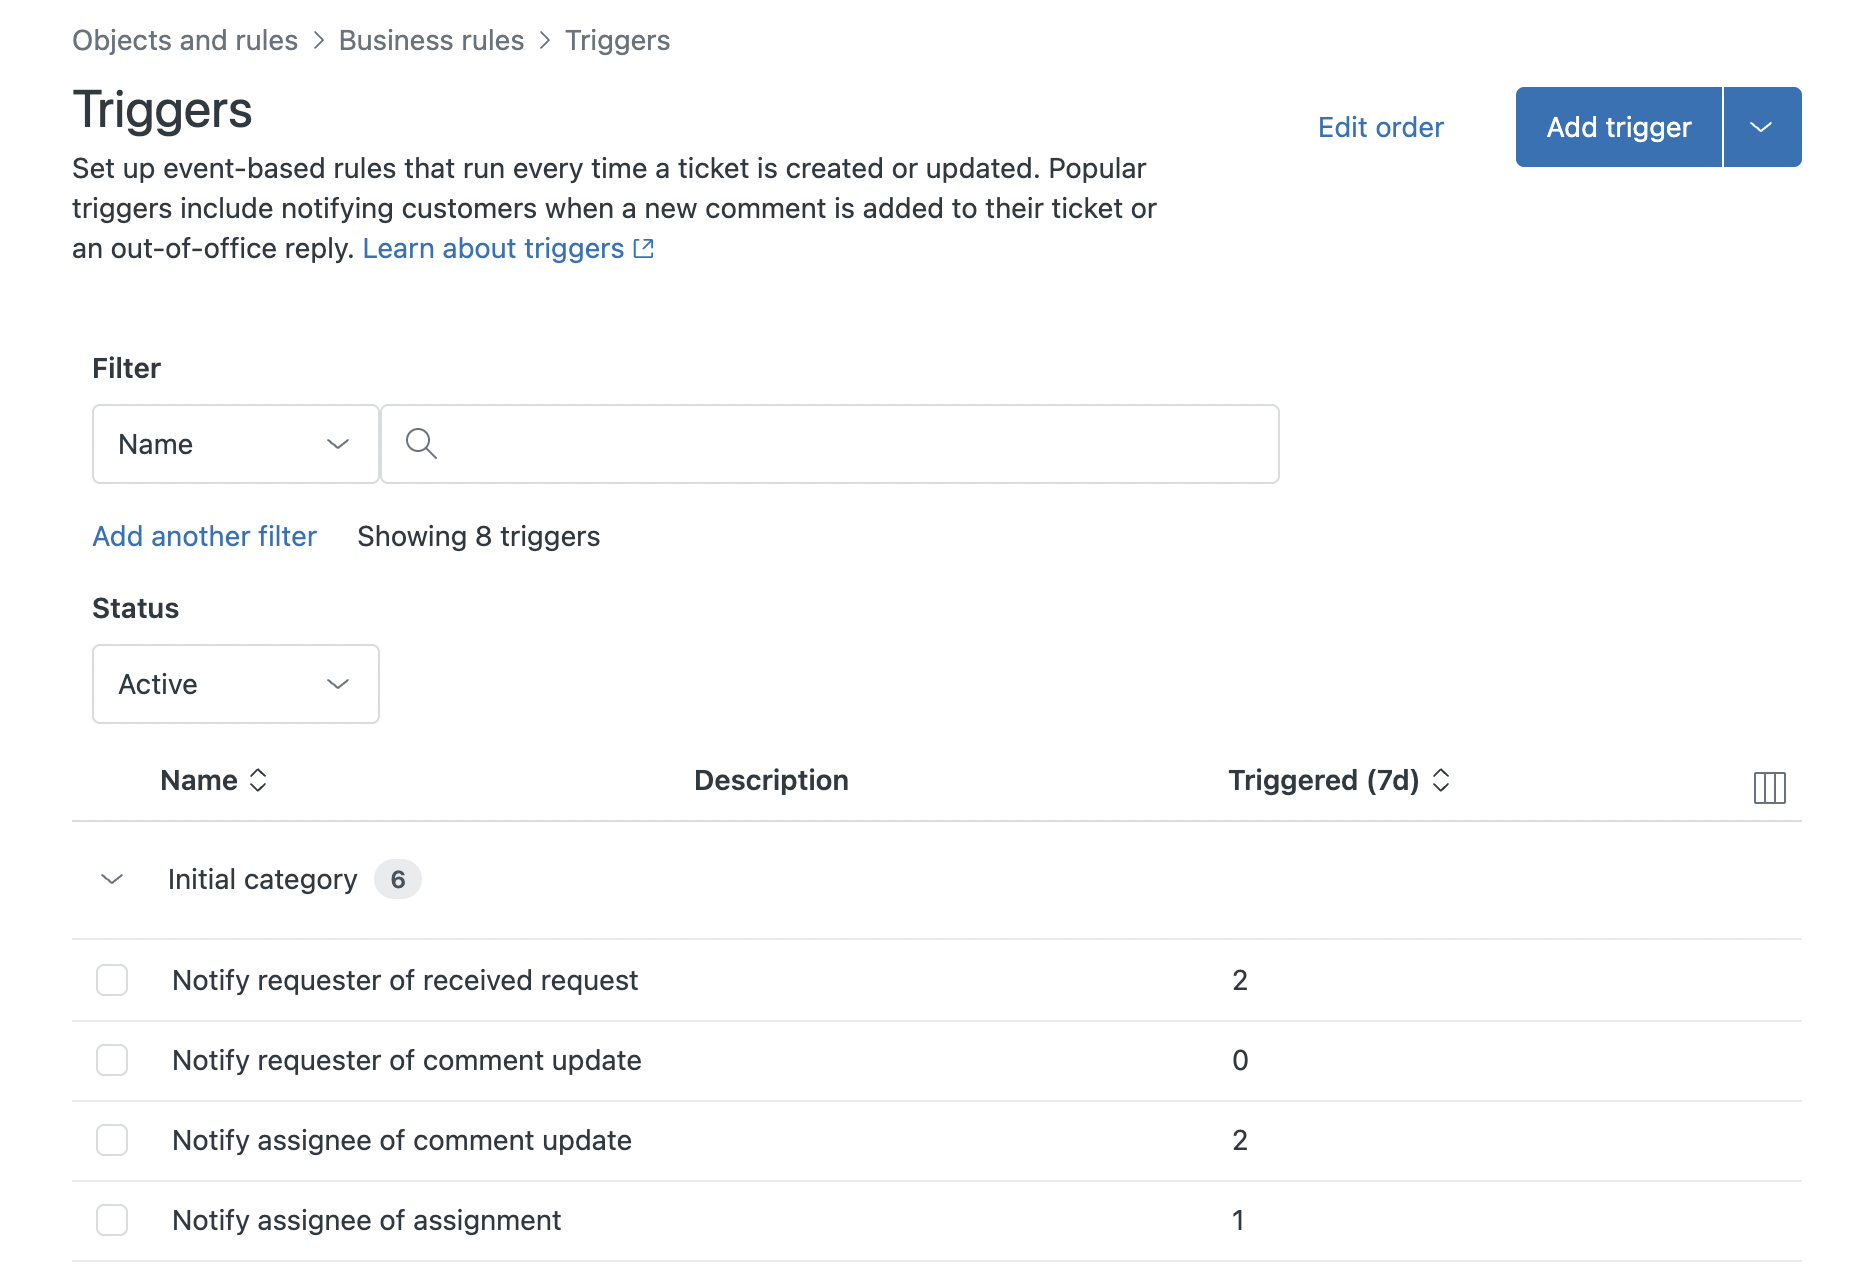 Objects and rules > Business rules > Triggers
Triggers
Edit order
Add trigger
Set up event-based rules that run every time a ticket is created or updated. Popular
triggers include notifying customers when a new comment is added to their ticket or
an out-of-office reply. Learn about triggers
Filter
Name
Add another filter
Showing 8 triggers
Status
Active
Name
Description
Triggered (7d)
Initial category 6
Notify requester of received request 2
Notify requester of comment update 0
Notify assignee of comment update 2
Notify assignee of assignment 1